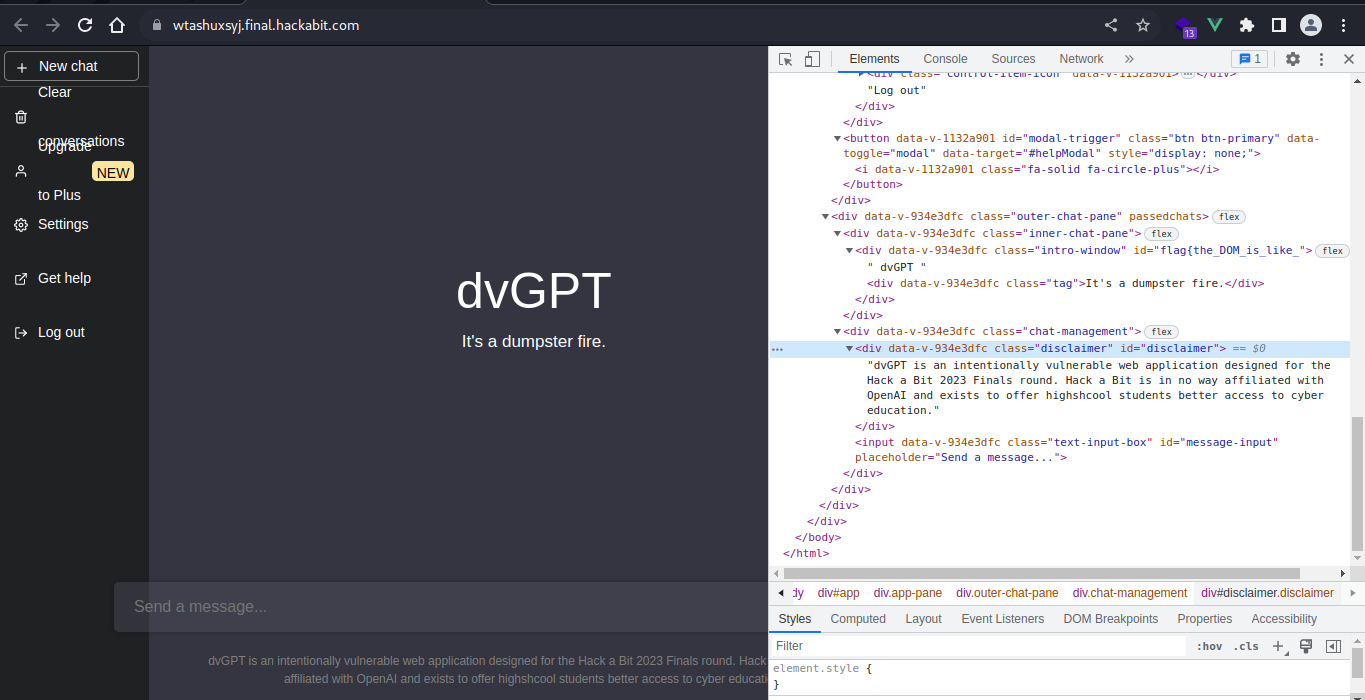 wtashuxsyj.final.hackabit.com
13
New chat
Clear
conversations
Upgrade
NEW
to Plus
Settings
Get help
Log out
dvGPT
It's a dumpster fire.
Send a message...
dvGPT is an intentionally vulnerable web application designed for the Hack a Bit 2023 Finals round. Hack
affiliated with OpenAI and exists to offer highshcool students better access to cyber educati
Elements Console Sources Network » 1
<div class="control-item-icon" data-v-1132a901>…</div>
"Log out"
</div>
</div>
<button data-v-1132a901 id="modal-trigger" class="btn btn-primary" data-
toggle="modal" data-target="#helpModal" style="display: none;">
<i data-v-1132a901 class="fa-solid fa-circle-plus"></i>
</button>
</div>
<div data-v-934e3dfc class="outer-chat-pane" passedchats> flex
<div data-v-934e3dfc class="inner-chat-pane"> flex
<div data-v-934e3dfc class="intro-window" id="flag{the_DOM_is_like_"> flex
" dvGPT "
<div data-v-934e3dfc class="tag">It's a dumpster fire.</div>
</div>
</div>
<div data-v-934e3dfc class="chat-management"> flex
<div data-v-934e3dfc class="disclaimer" id="disclaimer"> == $0
"dvGPT is an intentionally vulnerable web application designed for the
Hack a Bit 2023 Finals round. Hack a Bit is in no way affiliated with
OpenAI and exists to offer highshcool students better access to cyber
education."
</div>
<input data-v-934e3dfc class="text-input-box" id="message-input"
placeholder="Send a message...">
</div>
</div>
</div>
</div>
</body>
</html>
dy div#app div.app-pane div.outer-chat-pane div.chat-management div#disclaimer.disclaimer
Styles Computed Layout Event Listeners DOM Breakpoints Properties Accessibility
Filter :hov .cls
element.style {
}